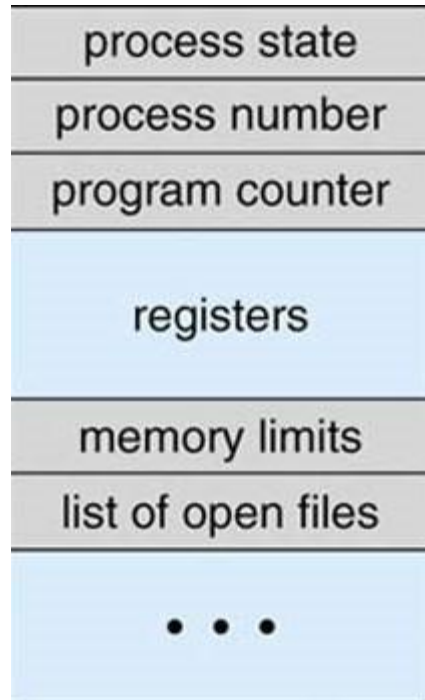 process state
process number
program counter
registers
memory limits
list of open files
• • •